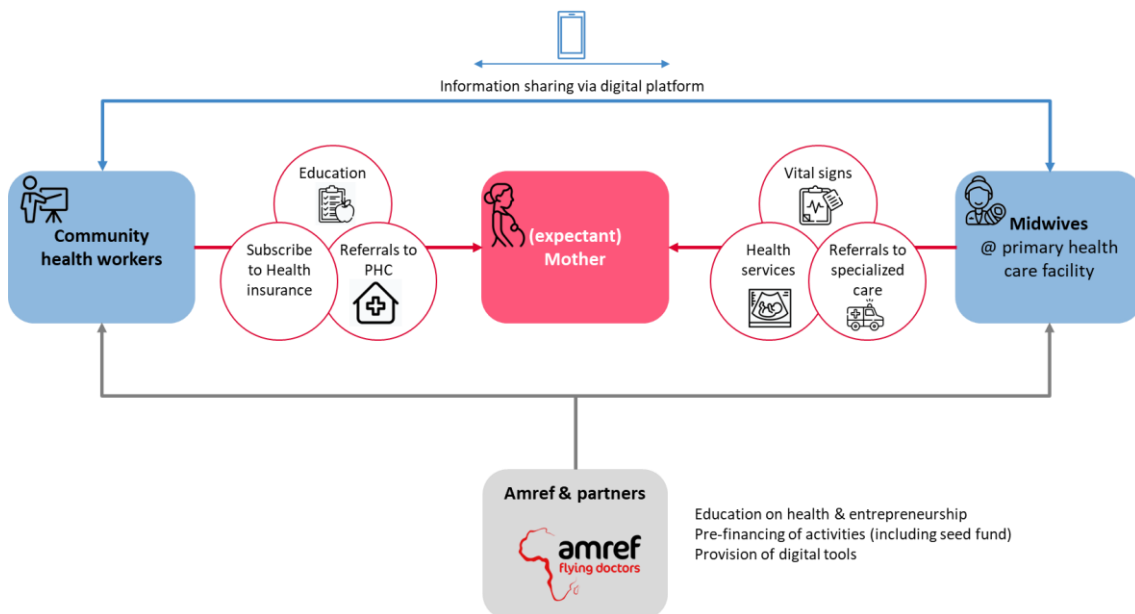 Information sharing via digital platform
Education
Vital signs
Community
health workers
Subscribe
to Health
insurance
Referrals to
PHC
(expectant)
Mother
Health
services
Referrals to
specialized
care
Midwives
@ primary health
care facility
Amref & partners
amref
flying doctors
Education on health & entrepreneurship
Pre-financing of activities (including seed fund)
Provision of digital tools